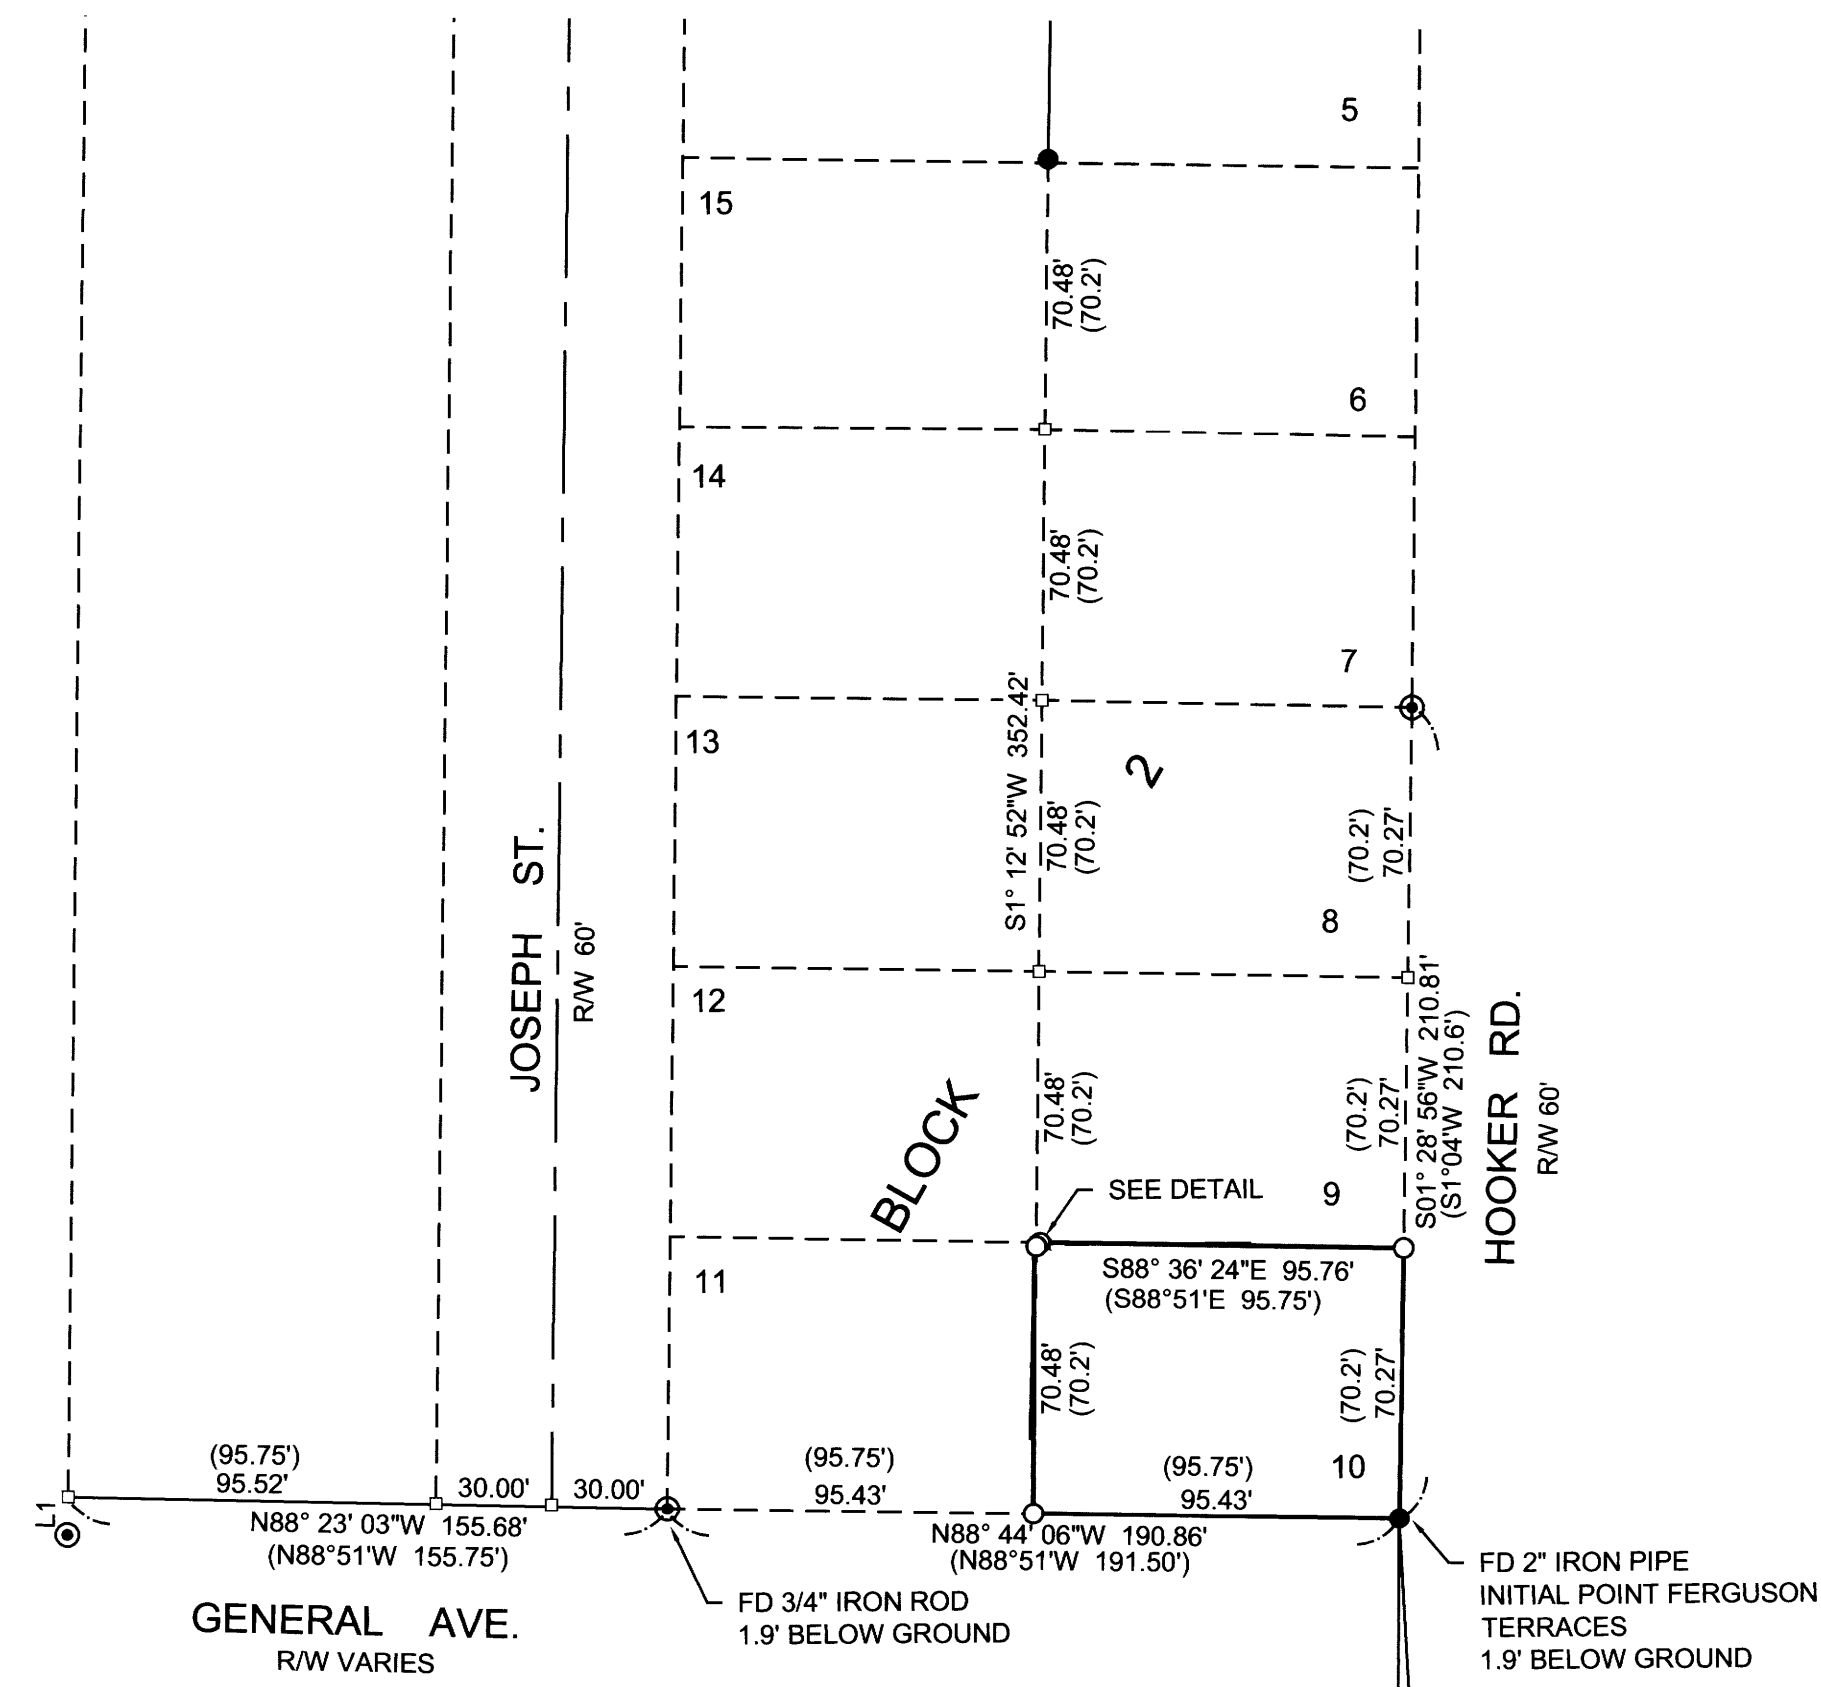 5
15
70.48'
(70.2')
6
14
70.48'
(70.2')
7
13
S1° 12' 52"W 352.42'
70.48'
(70.2')
2
(70.2')
70.27'
8
JOSEPH ST.
R/W 60'
12
BLOCK
70.48'
(70.2')
(70.2')
70.27'
S01° 28' 56"W 210.81'
(S1°04'W 210.6')
HOOKER RD.
R/W 60'
SEE DETAIL
9
11
S88° 36' 24"E 95.76'
(S88°51'E 95.75')
70.48'
(70.2')
(70.2')
70.27'
10
(95.75')
95.52'
30.00'
30.00'
(95.75')
95.43'
(95.75')
95.43'
L1
N88° 23' 03"W 155.68'
(N88°51'W 155.75')
N88° 44' 06"W 190.86'
(N88°51'W 191.50')
GENERAL AVE.
R/W VARIES
FD 3/4" IRON ROD
1.9' BELOW GROUND
FD 2" IRON PIPE
INITIAL POINT FERGUSON
TERRACES
1.9' BELOW GROUND